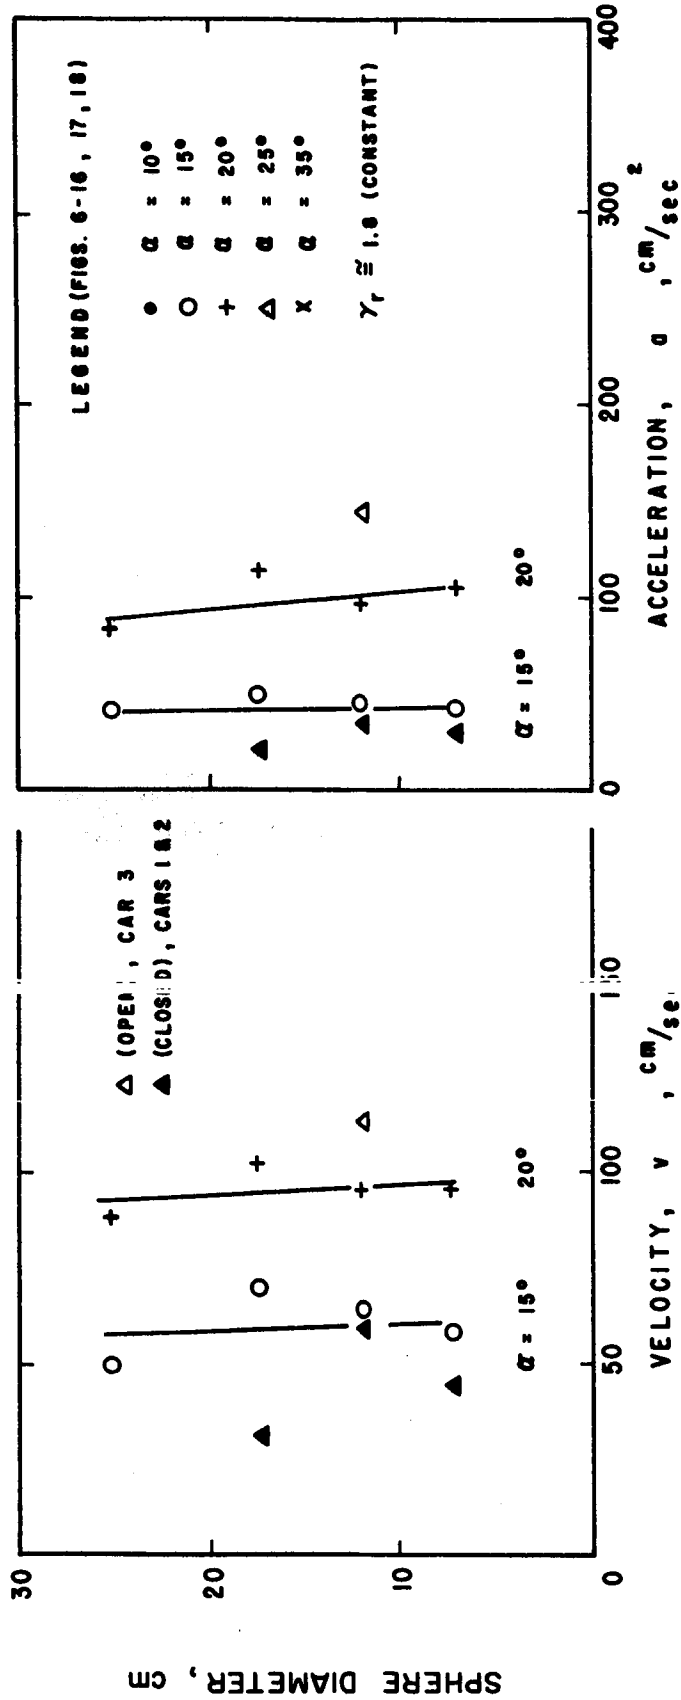 LEGEND (FIGS. 6-16, 17, 18)
● α = 10°
○ α = 15°
+ α = 20°
△ α = 25°
x α = 35°
γr ≅ 1.8 (CONSTANT)
△ (OPEN), CAR 3
▲ (CLOSED), CARS 1 & 2
SPHERE DIAMETER, cm
30
20
10
0
50
100
150
α = 15°
20°
VELOCITY, v , cm/se
0
100
200
300
400
α = 15°
20°
ACCELERATION, a , cm/sec²